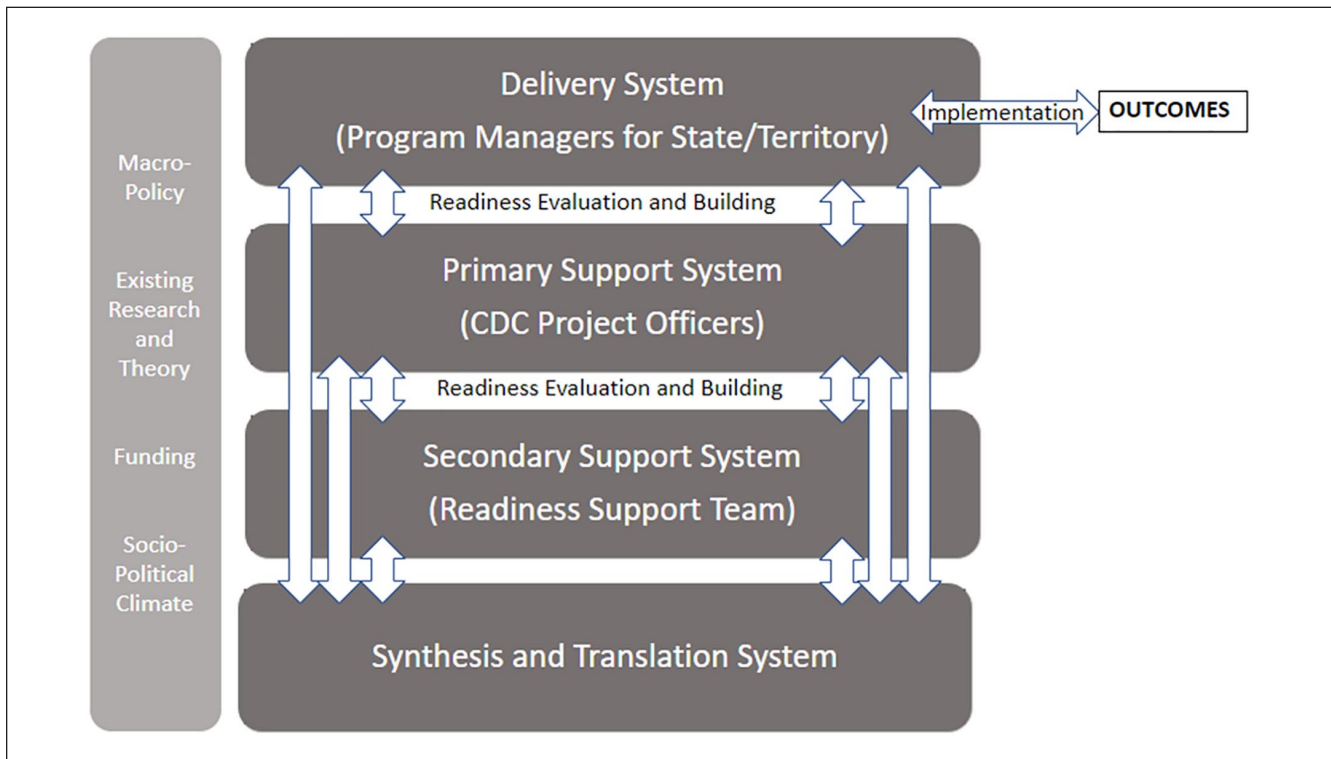 Macro-
Policy
Existing
Research
and
Theory
Funding
Socio-
Political
Climate
Delivery System
(Program Managers for State/Territory)
Implementation
OUTCOMES
Readiness Evaluation and Building
Primary Support System
(CDC Project Officers)
Readiness Evaluation and Building
Secondary Support System
(Readiness Support Team)
Synthesis and Translation System